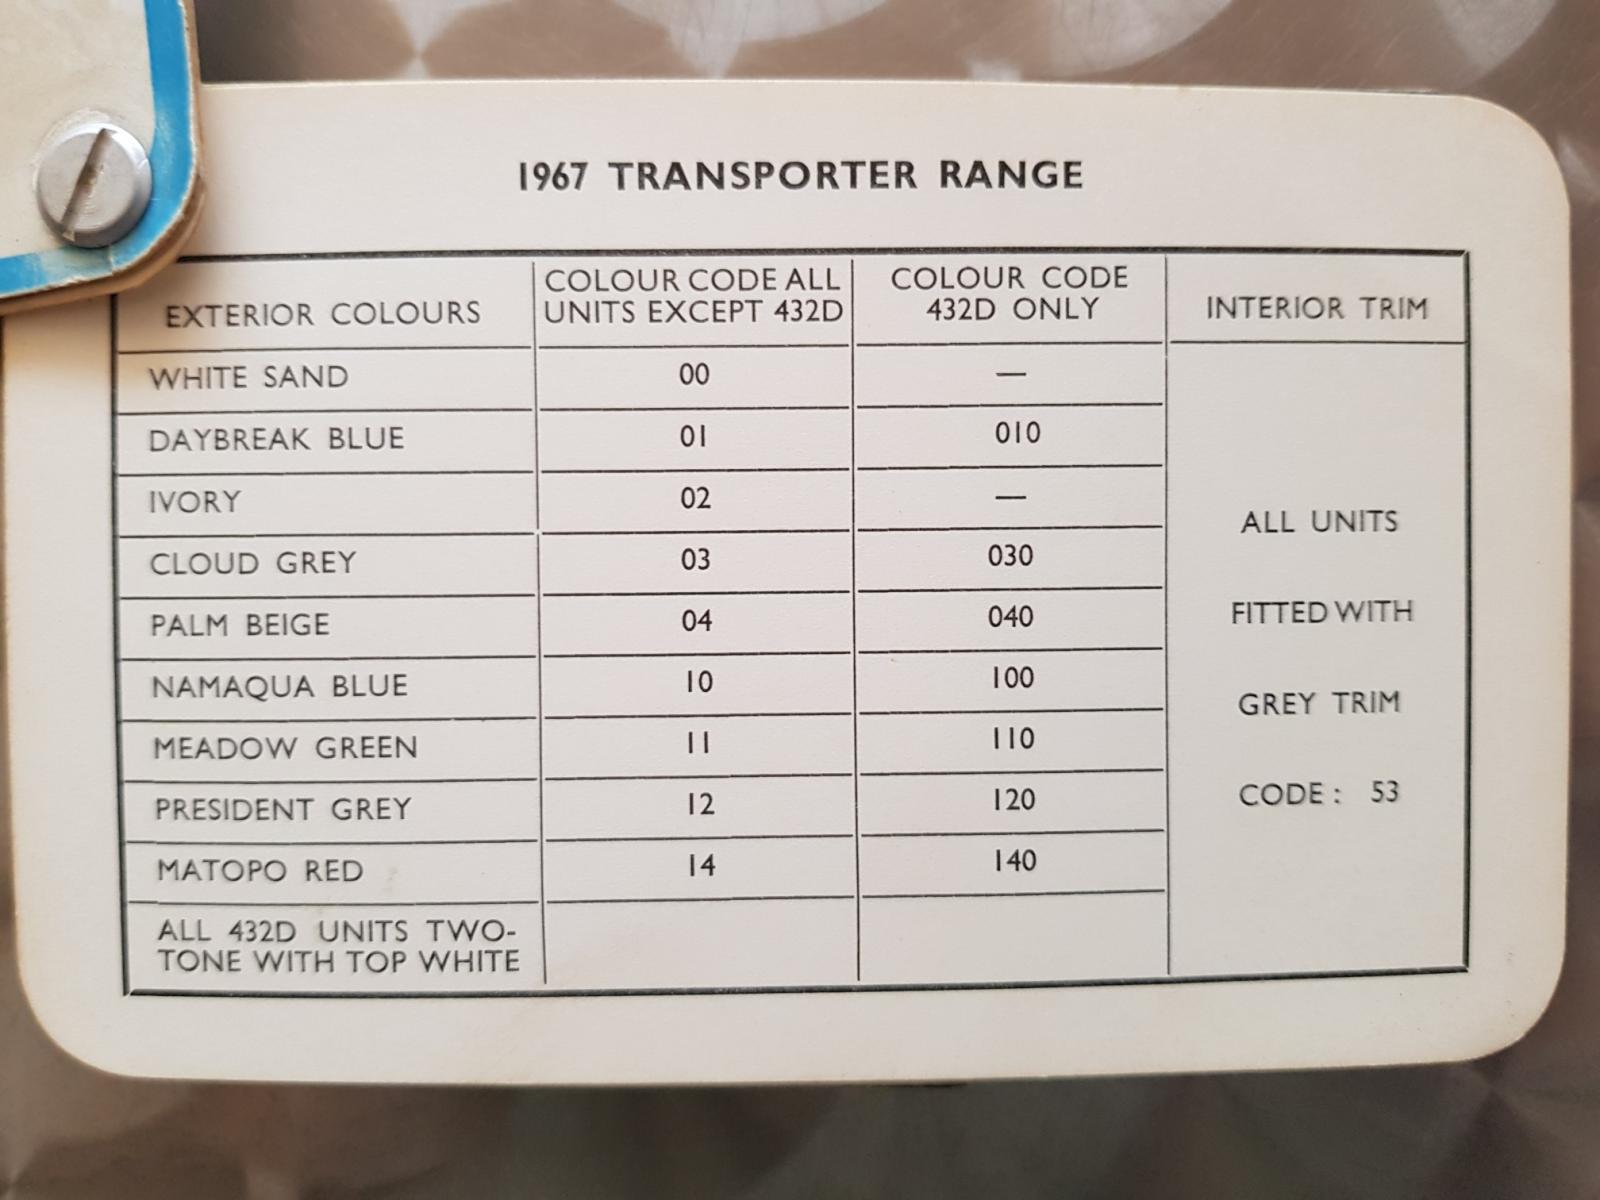 1967 TRANSPORTER RANGE
EXTERIOR COLOURS COLOUR CODE ALL UNITS EXCEPT 432D COLOUR CODE 432D ONLY INTERIOR TRIM
WHITE SAND 00 —
DAYBREAK BLUE 01 010
IVORY 02 —
CLOUD GREY 03 030
PALM BEIGE 04 040
NAMAQUA BLUE 10 100
MEADOW GREEN 11 110
PRESIDENT GREY 12 120
MATOPO RED 14 140
ALL 432D UNITS TWO-
TONE WITH TOP WHITE
ALL UNITS
FITTED WITH
GREY TRIM
CODE: 53